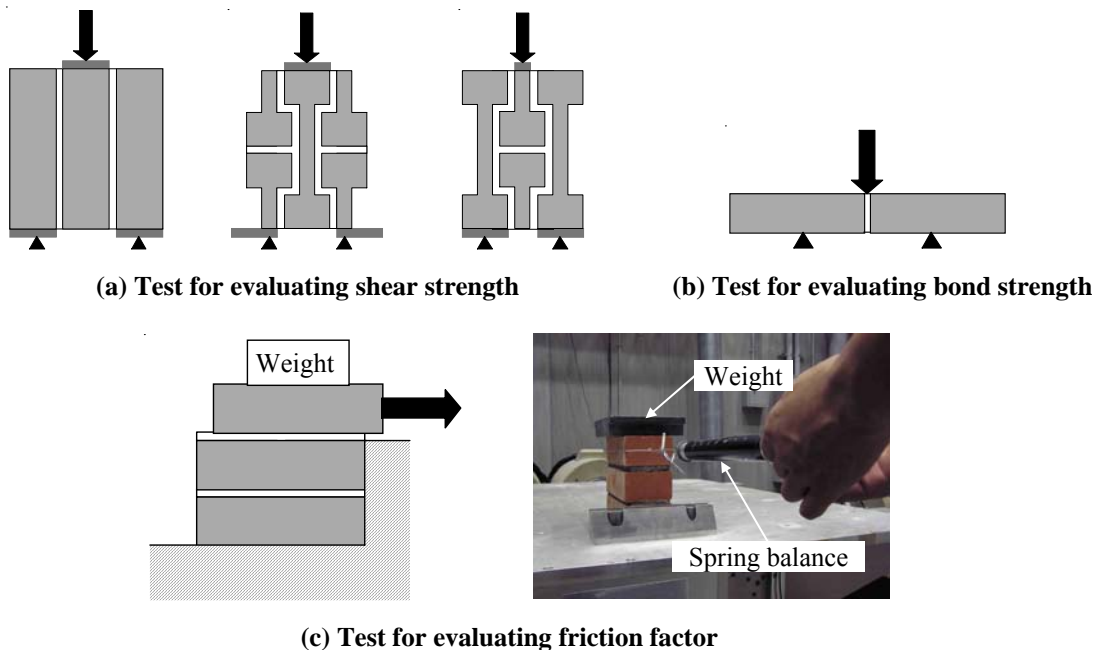 (a) Test for evaluating shear strength
(b) Test for evaluating bond strength
Weight
Weight
Spring balance
(c) Test for evaluating friction factor